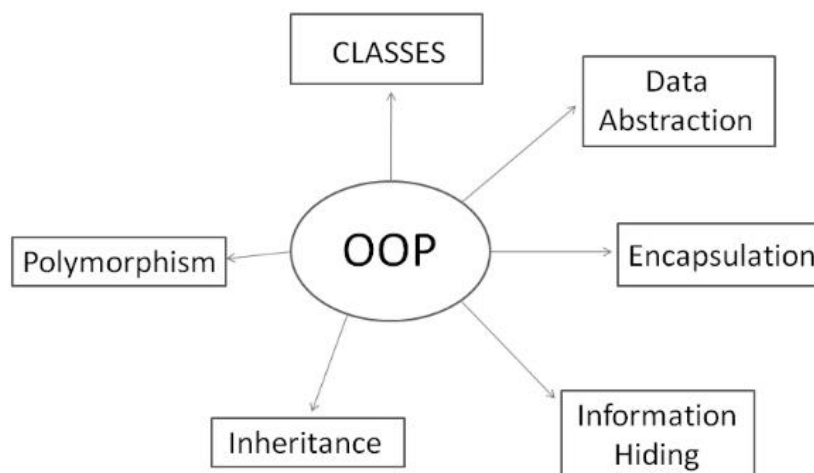 CLASSES
Data
Abstraction
OOP
Polymorphism
Encapsulation
Inheritance
Information
Hiding